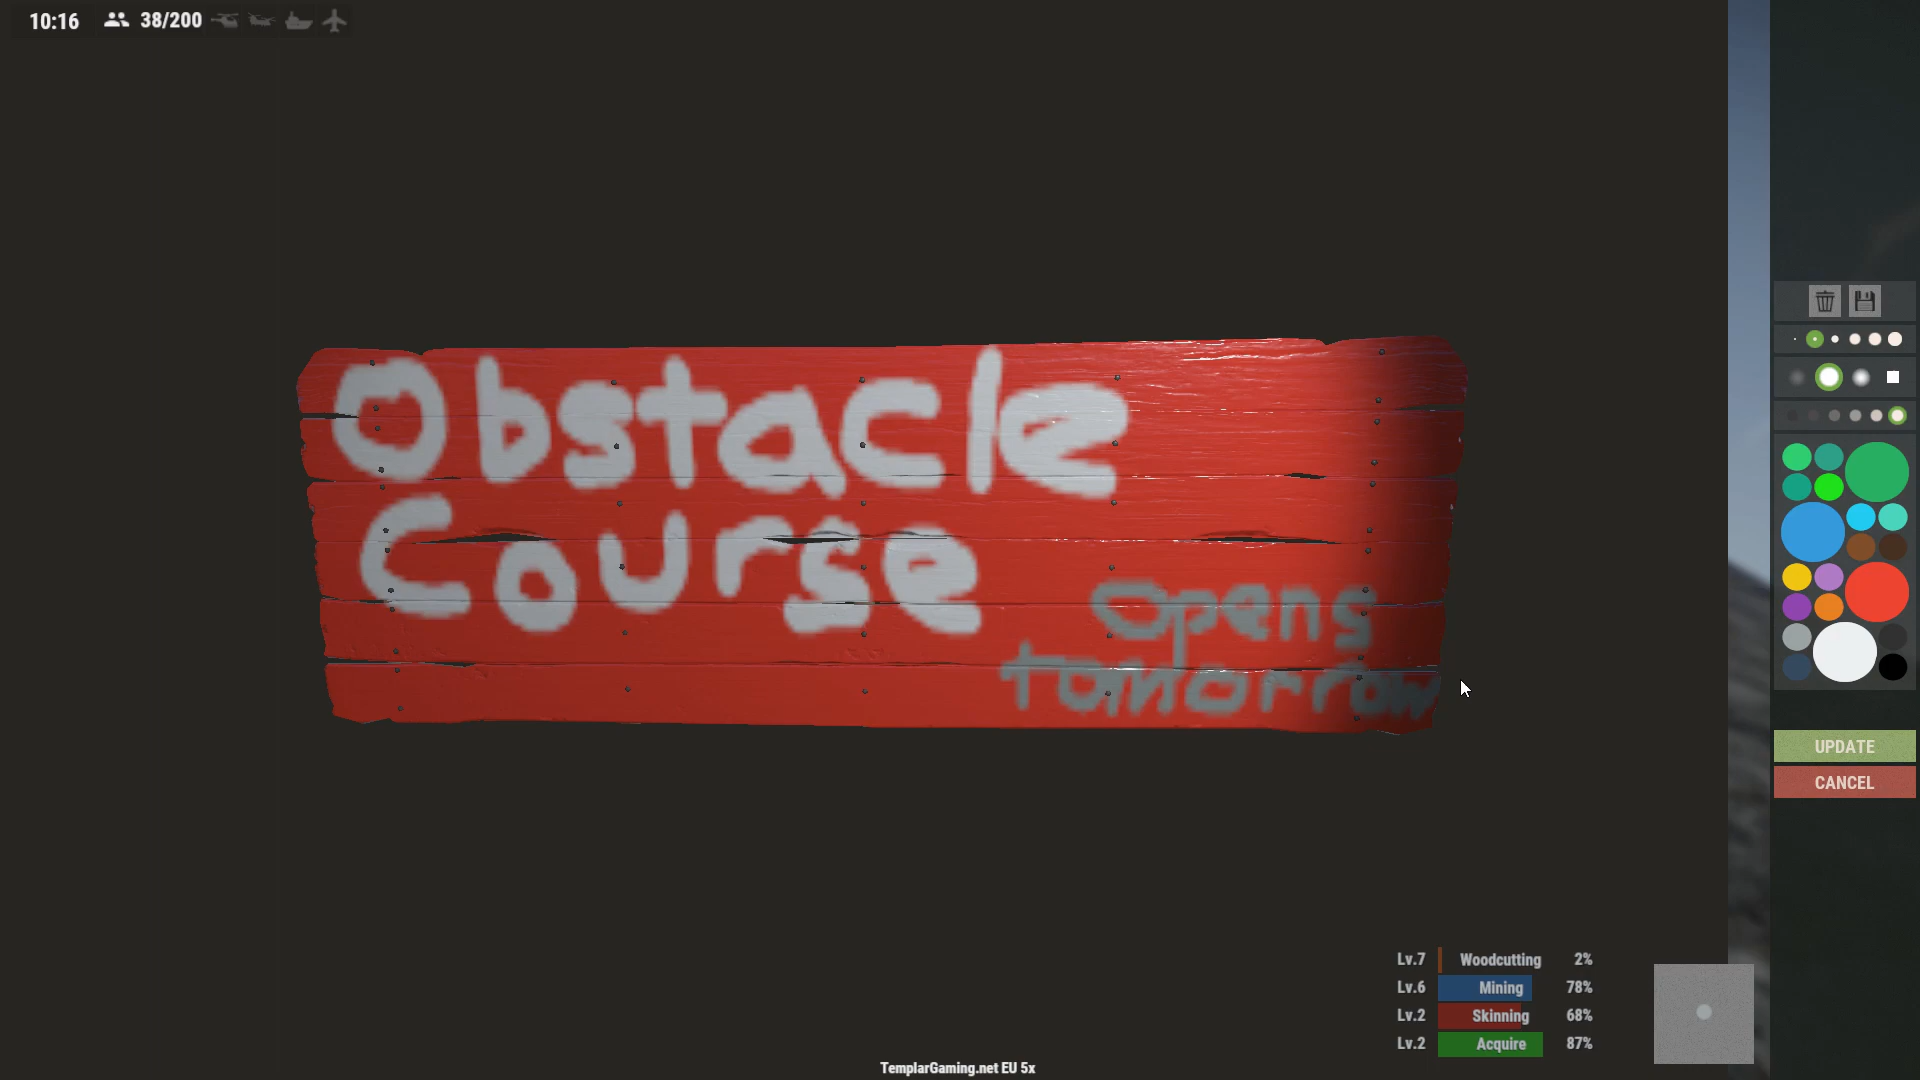 10:16 38/200
Obstacle
Course
opens
tomorrow
UPDATE
CANCEL
Lv.7 Woodcutting 2%
Lv.6 Mining 78%
Lv.2 Skinning 68%
Lv.2 Acquire 87%
TemplarGaming.net EU 5x